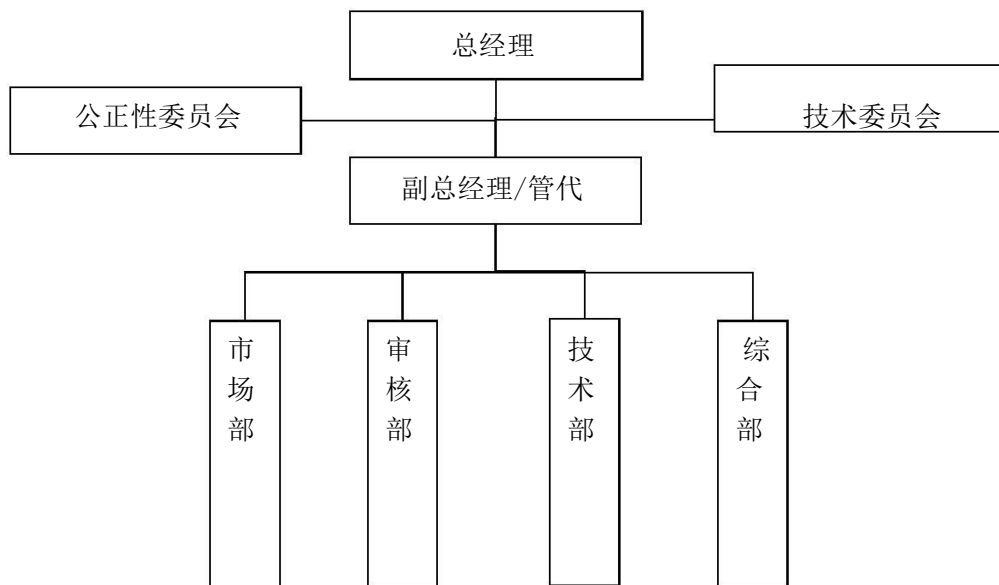 总经理
公正性委员会
技术委员会
副总经理/管代
市场部
审核部
技术部
综合部